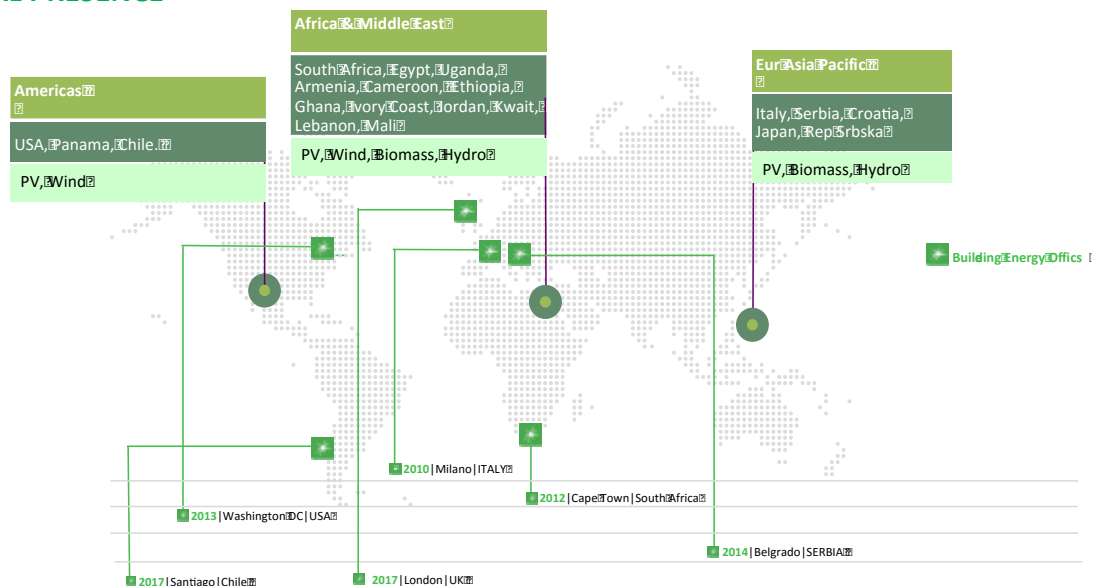 Africa & Middle East
South Africa, Egypt, Uganda,
Armenia, Cameroon, Ethiopia,
Ghana, Ivory Coast, Jordan, Kwait,
Lebanon, Mali
PV, Wind, Biomass, Hydro
Eur Asia Pacific
Italy, Serbia, Croatia,
Japan, Rep Srbska
PV, Biomass, Hydro
Americas
USA, Panama, Chile.
PV, Wind
Building Energy Offics
2010|Milano|ITALY
2012|Cape Town|South Africa
2013|Washington DC|USA
2014|Belgrado|SERBIA
2017|Santiago|Chile
2017|London|UK